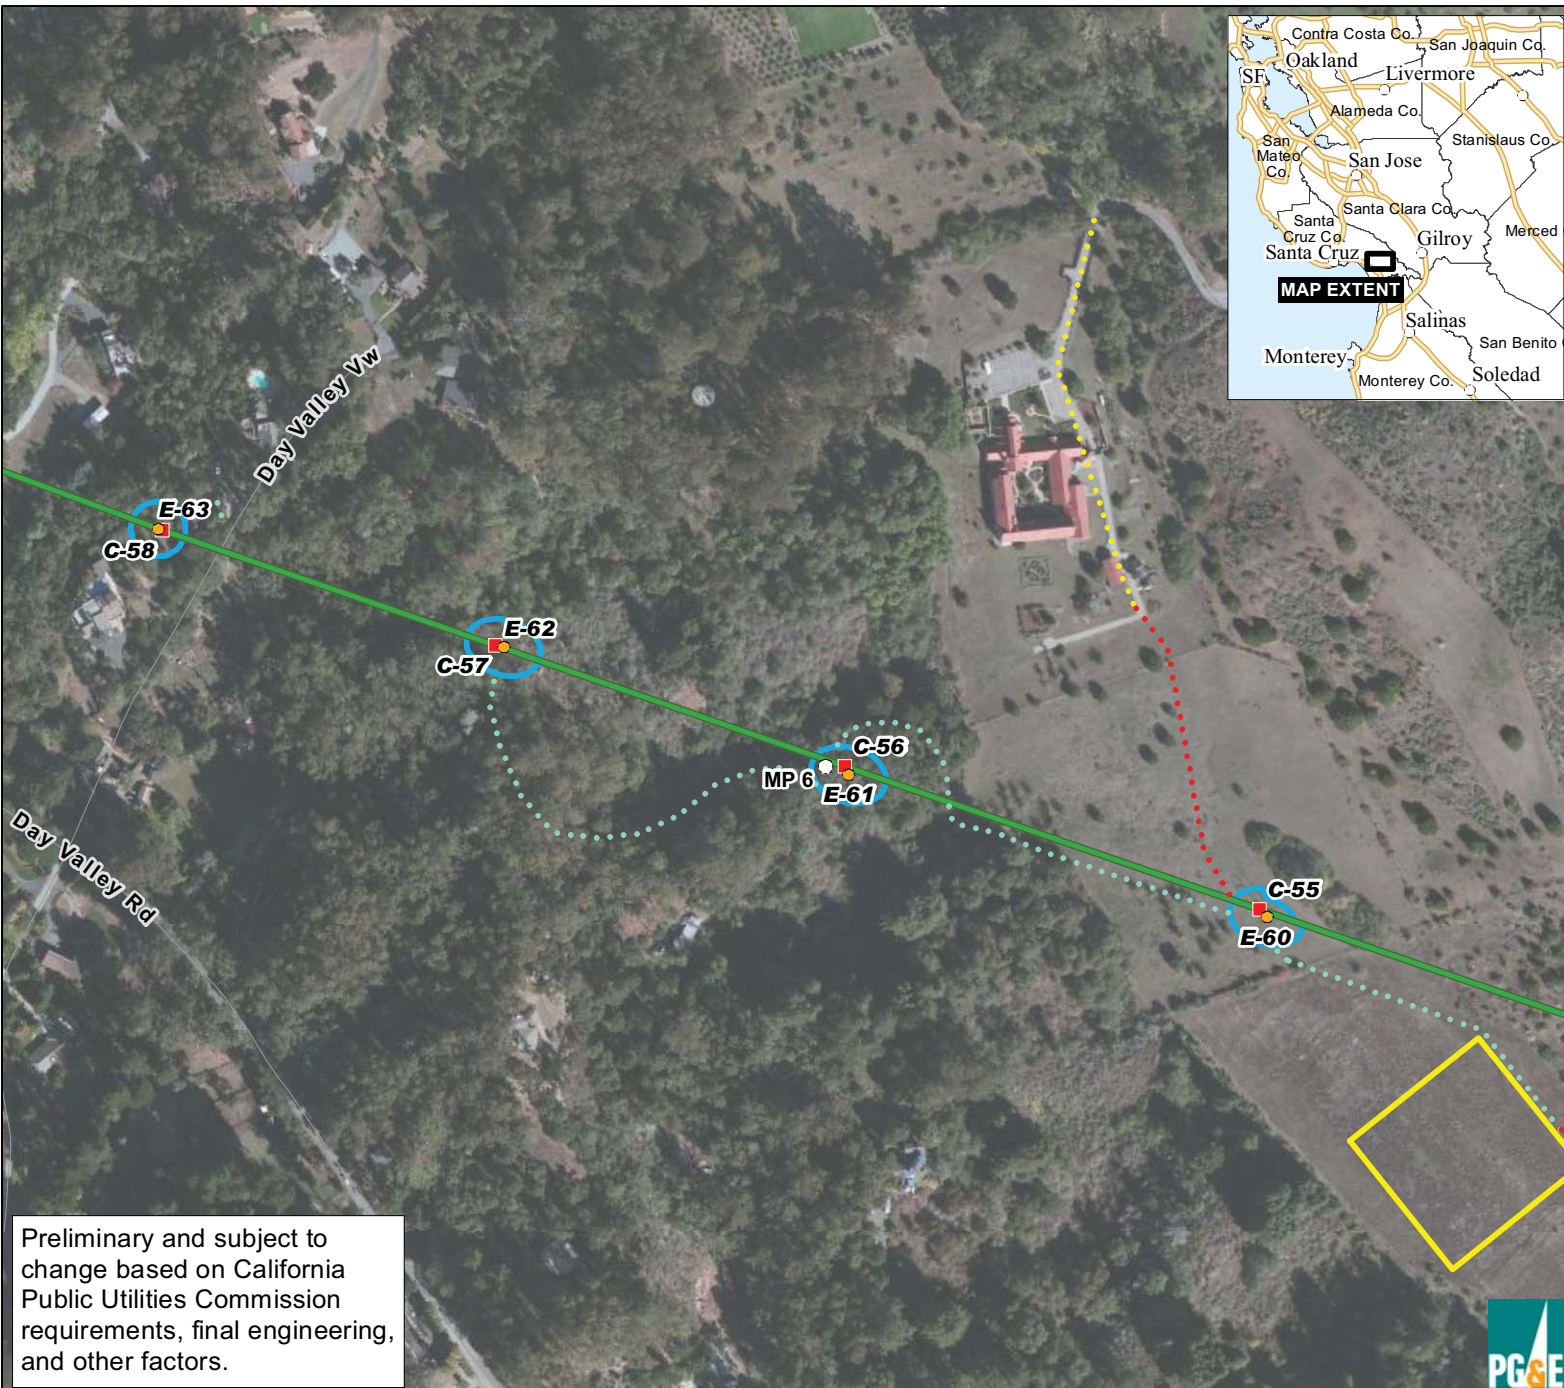 Contra Costa Co.
San Joaquin Co.
Oakland
SF
Livermore
Alameda Co.
Stanislaus Co.
San
Mateo
Co.
San Jose
Santa Clara Co.
Santa
Cruz Co.
Merced
Gilroy
Santa Cruz
MAP EXTENT
Salinas
San Benito
Monterey
Monterey Co.
Soledad
Day Valley Vw
E-63
C-58
E-62
C-57
C-56
MP 6
E-61
Day Valley Rd
C-55
E-60
Preliminary and subject to
change based on California
Public Utilities Commission
requirements, final engineering,
and other factors.
PG&E